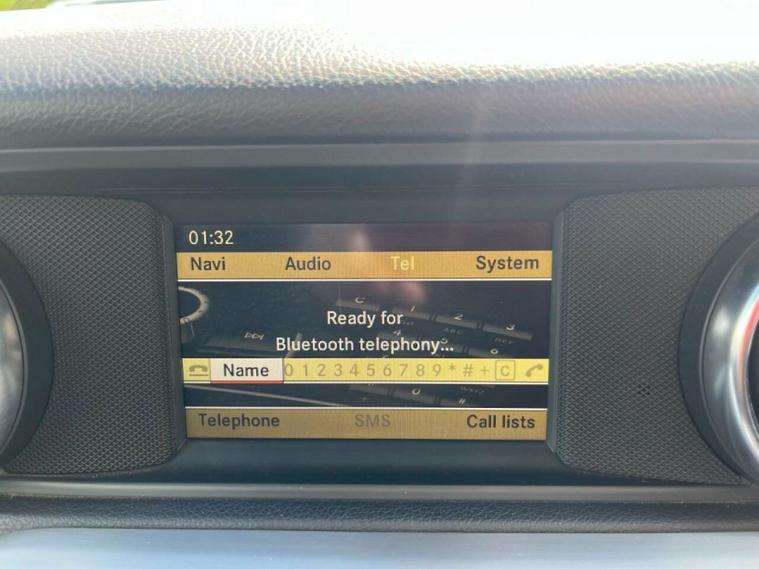 01:32
Navi Audio Tel System
Ready for
Bluetooth telephony...
Name 0 1 2 3 4 5 6 7 8 9 * # + C
Telephone SMS Call lists